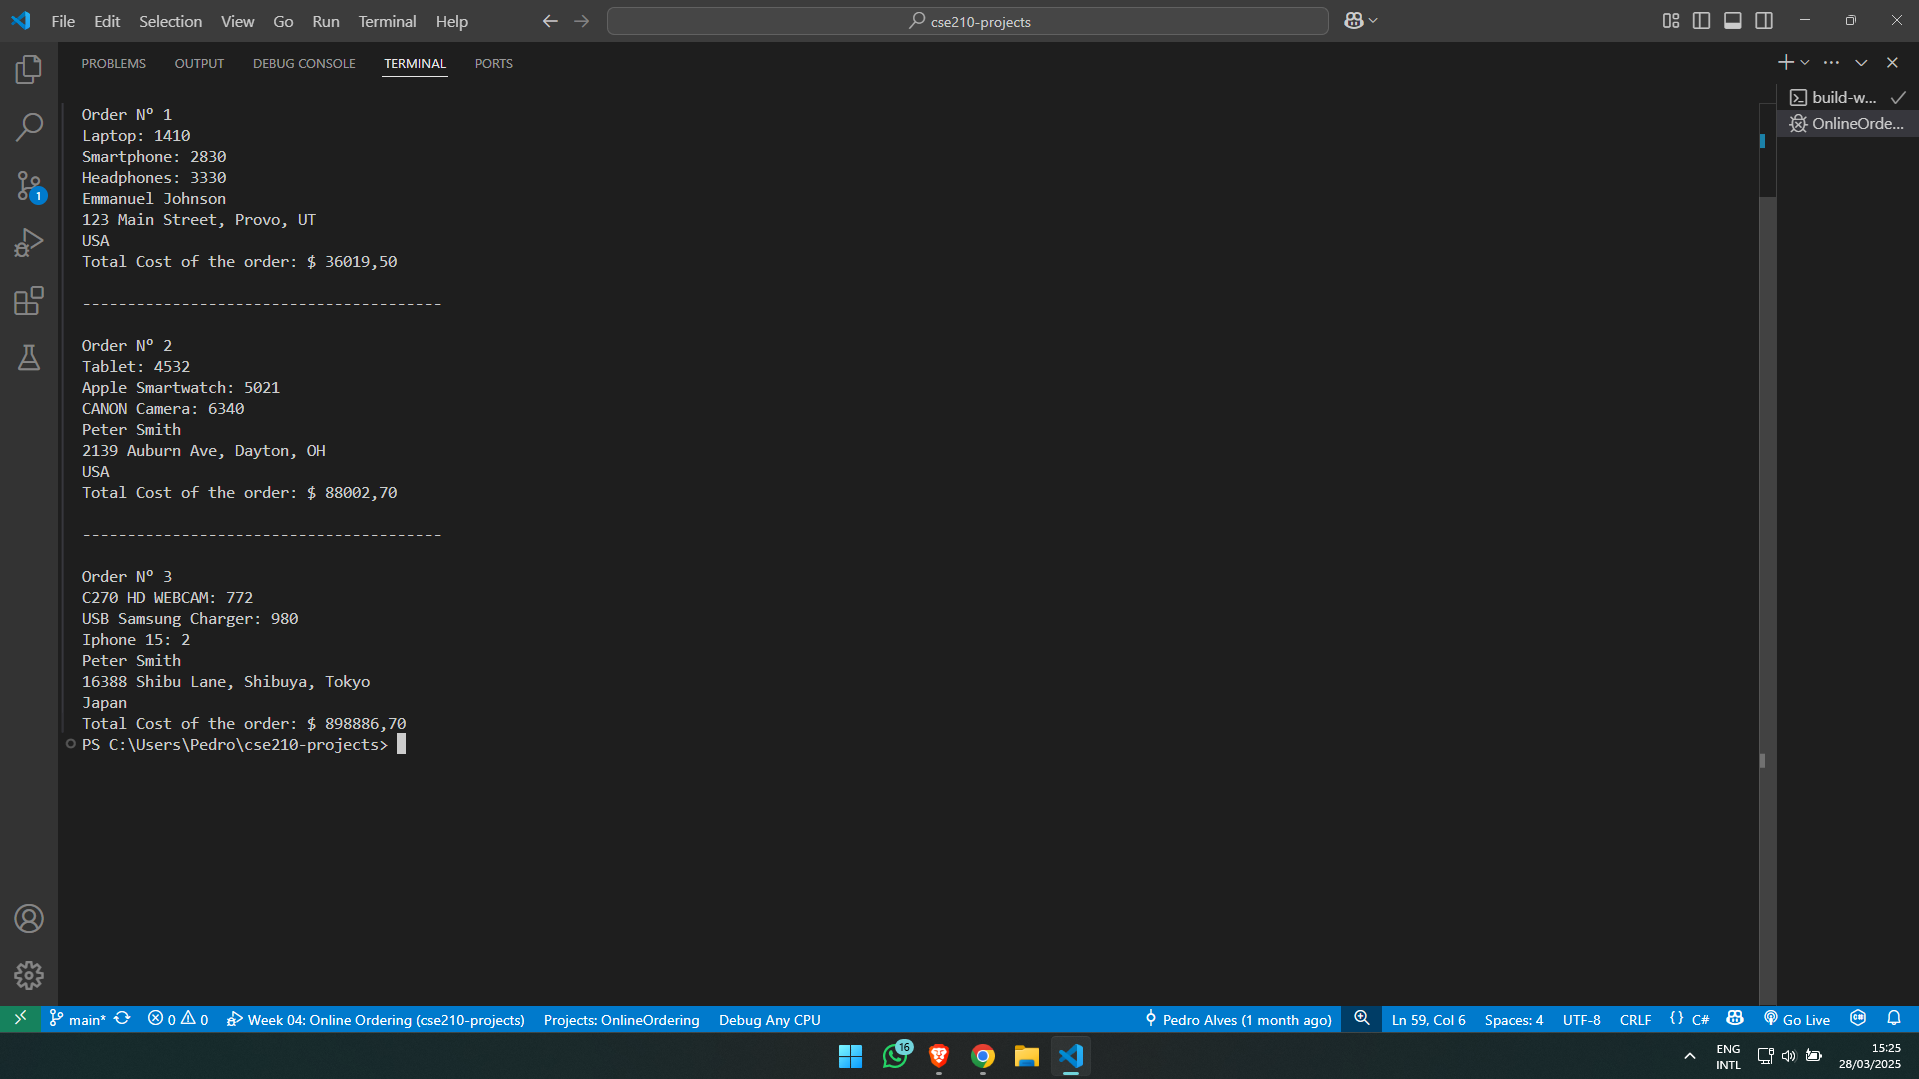 File Edit Selection View Go Run Terminal Help
cse210-projects
PROBLEMS OUTPUT DEBUG CONSOLE TERMINAL PORTS
build-w...
OnlineOrde...
1
Order Nº 1
Laptop: 1410
Smartphone: 2830
Headphones: 3330
Emmanuel Johnson
123 Main Street, Provo, UT
USA
Total Cost of the order: $ 36019,50
----------------------------------------
Order Nº 2
Tablet: 4532
Apple Smartwatch: 5021
CANON Camera: 6340
Peter Smith
2139 Auburn Ave, Dayton, OH
USA
Total Cost of the order: $ 88002,70
----------------------------------------
Order Nº 3
C270 HD WEBCAM: 772
USB Samsung Charger: 980
Iphone 15: 2
Peter Smith
16388 Shibu Lane, Shibuya, Tokyo
Japan
Total Cost of the order: $ 898886,70
PS C:\Users\Pedro\cse210-projects>
main* 0 0 Week 04: Online Ordering (cse210-projects) Projects: OnlineOrdering Debug Any CPU Pedro Alves (1 month ago) Ln 59, Col 6 Spaces: 4 UTF-8 CRLF {} C# Go Live
16
ENG
INTL
15:25
28/03/2025